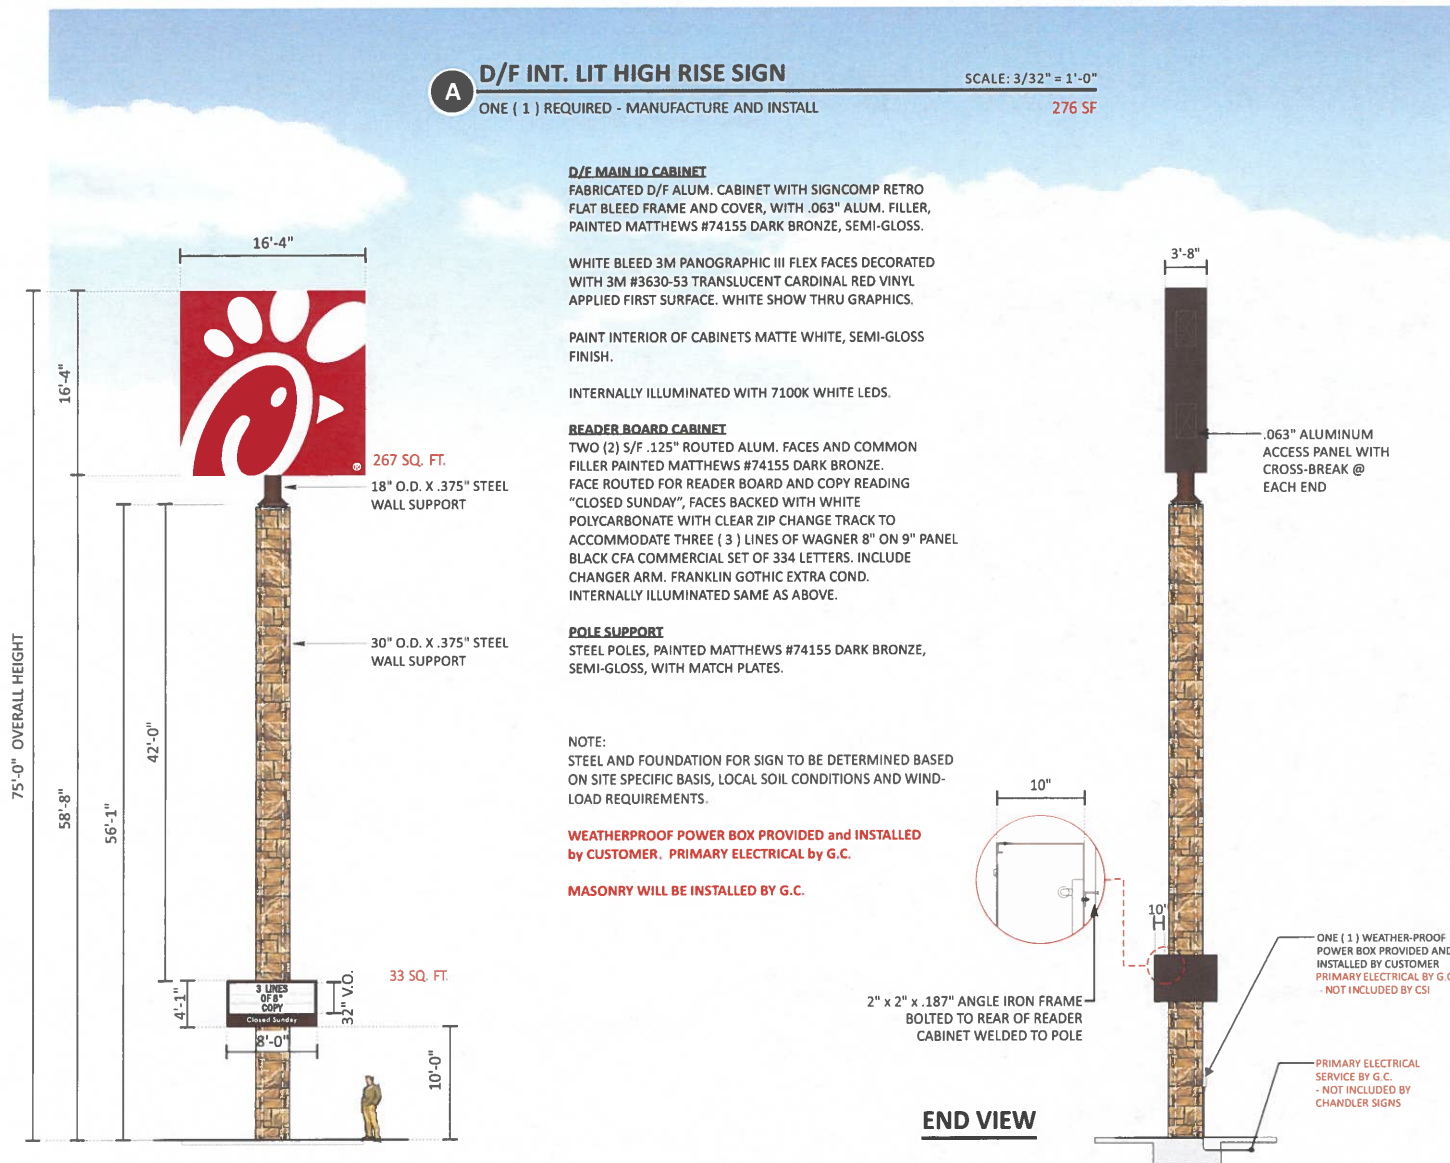 A
D/F INT. LIT HIGH RISE SIGN
SCALE: 3/32" = 1'-0"
ONE ( 1 ) REQUIRED - MANUFACTURE AND INSTALL
276 SF
D/F MAIN ID CABINET
FABRICATED D/F ALUM. CABINET WITH SIGNCOMP RETRO
FLAT BLEED FRAME AND COVER, WITH .063" ALUM. FILLER,
PAINTED MATTHEWS #74155 DARK BRONZE, SEMI-GLOSS.
WHITE BLEED 3M PANOGRAPHIC III FLEX FACES DECORATED
WITH 3M #3630-53 TRANSLUCENT CARDINAL RED VINYL
APPLIED FIRST SURFACE. WHITE SHOW THRU GRAPHICS.
PAINT INTERIOR OF CABINETS MATTE WHITE, SEMI-GLOSS
FINISH.
INTERNALLY ILLUMINATED WITH 7100K WHITE LEDS.
READER BOARD CABINET
TWO (2) S/F .125" ROUTED ALUM. FACES AND COMMON
FILLER PAINTED MATTHEWS #74155 DARK BRONZE.
FACE ROUTED FOR READER BOARD AND COPY READING
"CLOSED SUNDAY", FACES BACKED WITH WHITE
POLYCARBONATE WITH CLEAR ZIP CHANGE TRACK TO
ACCOMMODATE THREE ( 3 ) LINES OF WAGNER 8" ON 9" PANEL
BLACK CFA COMMERCIAL SET OF 334 LETTERS. INCLUDE
CHANGER ARM. FRANKLIN GOTHIC EXTRA COND.
INTERNALLY ILLUMINATED SAME AS ABOVE.
POLE SUPPORT
STEEL POLES, PAINTED MATTHEWS #74155 DARK BRONZE,
SEMI-GLOSS, WITH MATCH PLATES.
NOTE:
STEEL AND FOUNDATION FOR SIGN TO BE DETERMINED BASED
ON SITE SPECIFIC BASIS, LOCAL SOIL CONDITIONS AND WIND-
LOAD REQUIREMENTS.
WEATHERPROOF POWER BOX PROVIDED and INSTALLED
by CUSTOMER. PRIMARY ELECTRICAL by G.C.
MASONRY WILL BE INSTALLED BY G.C.
16'-4"
16'-4"
®
267 SQ. FT.
18" O.D. X .375" STEEL
WALL SUPPORT
30" O.D. X .375" STEEL
WALL SUPPORT
75'-0" OVERALL HEIGHT
58'-8"
56'-1"
42'-0"
33 SQ. FT.
4'-1"
3 LINES
OF 8"
COPY
Closed Sunday
32" V.O.
8'-0"
10'-0"
3'-8"
.063" ALUMINUM
ACCESS PANEL WITH
CROSS-BREAK @
EACH END
10"
10"
2" x 2" x .187" ANGLE IRON FRAME
BOLTED TO REAR OF READER
CABINET WELDED TO POLE
ONE ( 1 ) WEATHER-PROOF
POWER BOX PROVIDED AND
INSTALLED BY CUSTOMER
PRIMARY ELECTRICAL BY G.C
- NOT INCLUDED BY CSI
PRIMARY ELECTRICAL
SERVICE BY G.C.
- NOT INCLUDED BY
CHANDLER SIGNS
END VIEW